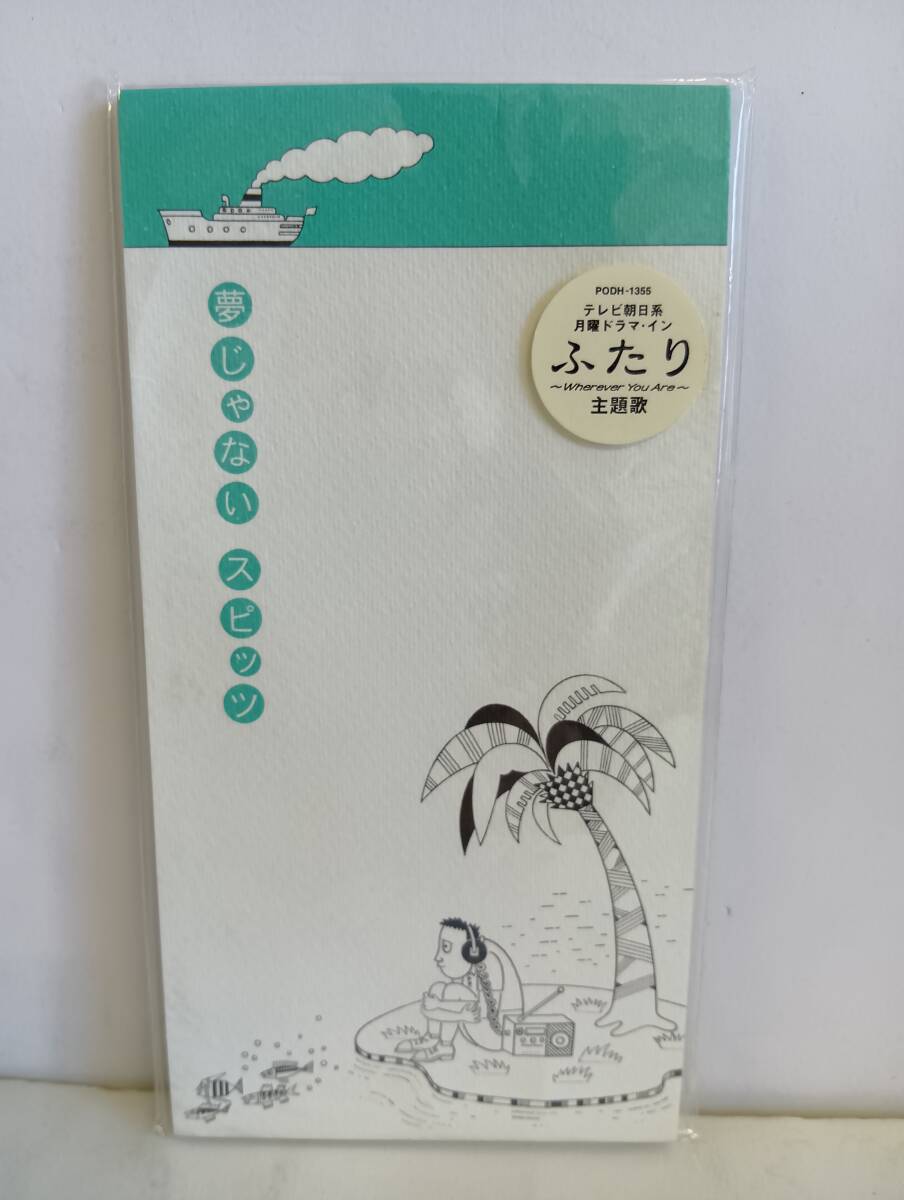 夢じゃない スピッツ
PODH-1355
テレビ朝日系
月曜ドラマ・イン
ふたり
〜Wherever You Are〜
主題歌